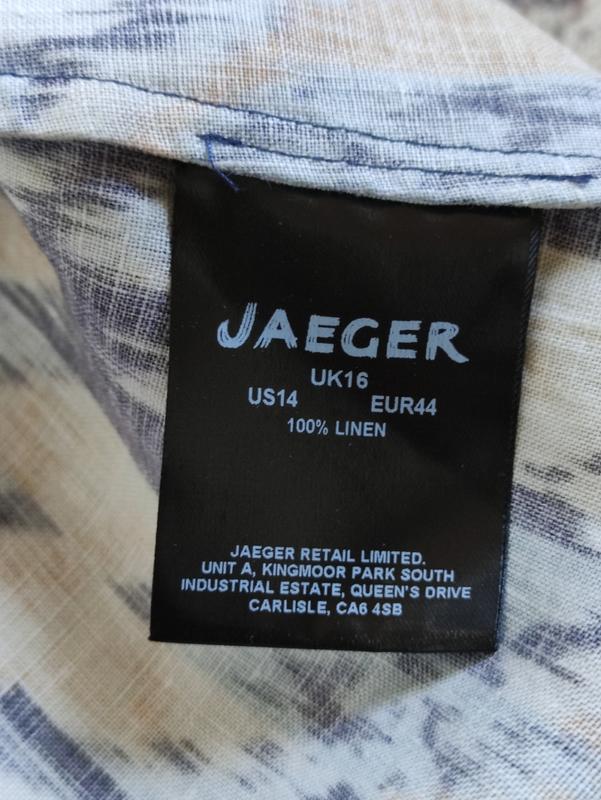 JAEGER
UK16
US14 EUR44
100% LINEN
JAEGER RETAIL LIMITED.
UNIT A, KINGMOOR PARK SOUTH
INDUSTRIAL ESTATE, QUEEN'S DRIVE
CARLISLE, CA6 4SB